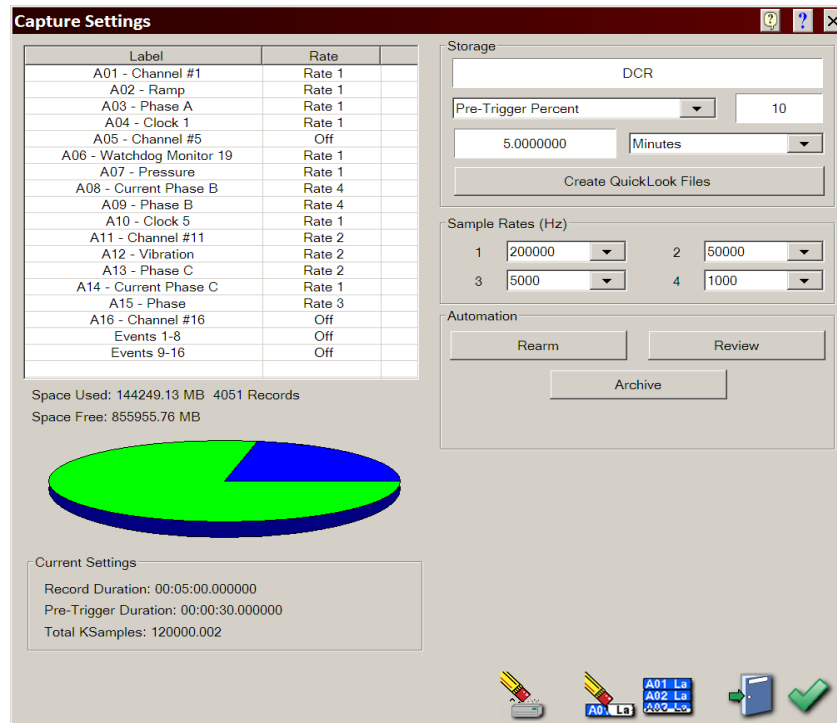 Capture Settings
? ? X
Label Rate
A01 - Channel #1 Rate 1
A02 - Ramp Rate 1
A03 - Phase A Rate 1
A04 - Clock 1 Rate 1
A05 - Channel #5 Off
A06 - Watchdog Monitor 19 Rate 1
A07 - Pressure Rate 1
A08 - Current Phase B Rate 4
A09 - Phase B Rate 4
A10 - Clock 5 Rate 1
A11 - Channel #11 Rate 2
A12 - Vibration Rate 2
A13 - Phase C Rate 2
A14 - Current Phase C Rate 1
A15 - Phase Rate 3
A16 - Channel #16 Off
Events 1-8 Off
Events 9-16 Off
Space Used: 144249.13 MB 4051 Records
Space Free: 855955.76 MB
Current Settings
Record Duration: 00:05:00.000000
Pre-Trigger Duration: 00:00:30.000000
Total KSamples: 120000.002
Storage
DCR
Pre-Trigger Percent 10
5.0000000 Minutes
Create QuickLook Files
Sample Rates (Hz)
1 200000 2 50000
3 5000 4 1000
Automation
Rearm Review
Archive
A01 La
A01 La
A02 La
A03 La